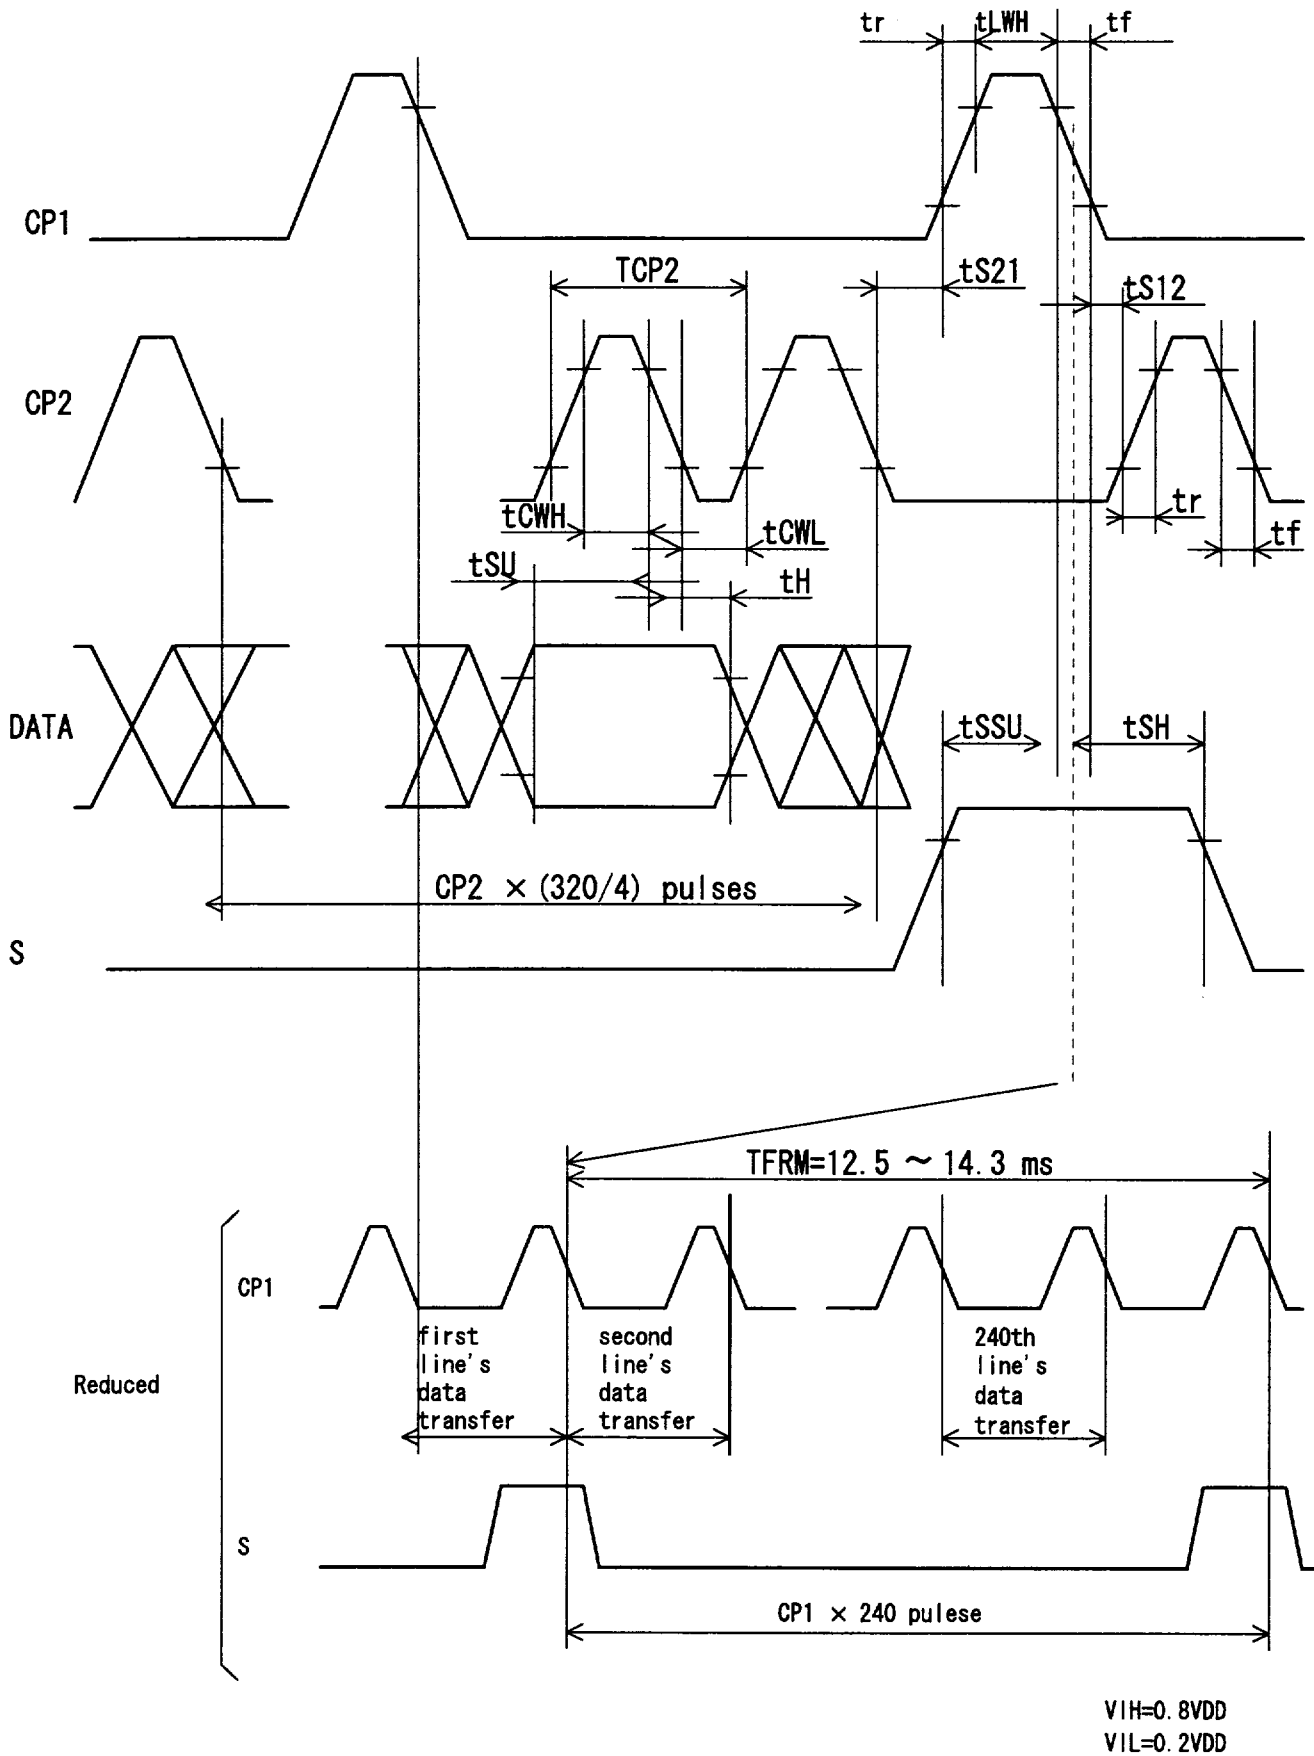 tr tLWH tf
CP1
TCP2 tS21 tS12
CP2
tCWH tCWL tr tf
tSU tH
DATA tSSU tSH
CP2 × (320/4) pulses
S
TFRM=12.5 ～ 14.3 ms
CP1
first
line's
data
transfer
second
line's
data
transfer
240th
line's
data
transfer
Reduced
S
CP1 × 240 pulese
VIH=0.8VDD
VIL=0.2VDD